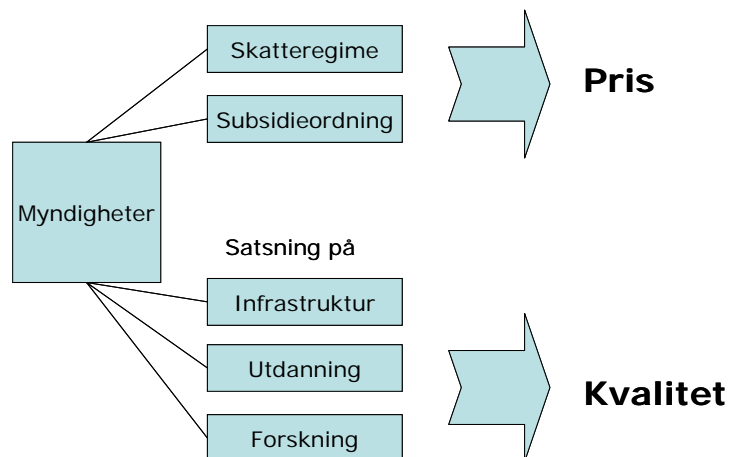 Skatteregime
Pris
Subsidieordning
Myndigheter
Satsning på
Infrastruktur
Utdanning
Kvalitet
Forskning